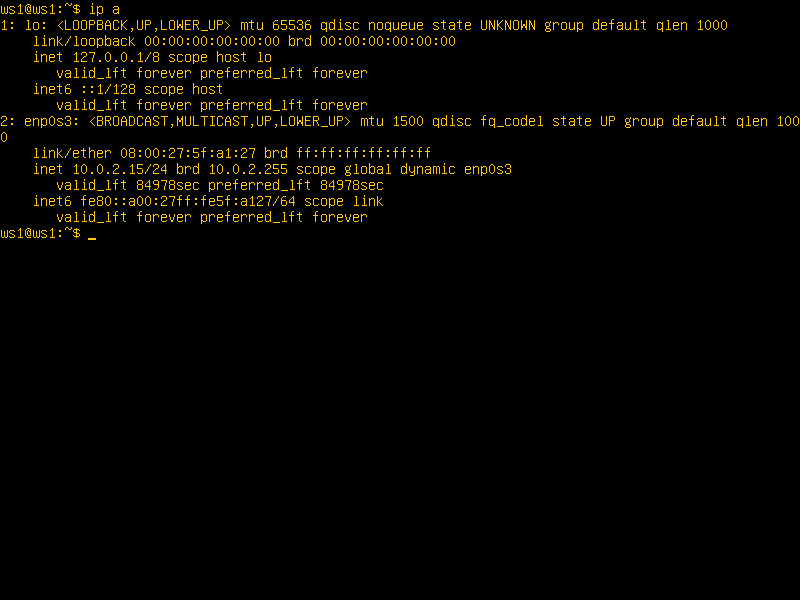 ws1@ws1:~$ ip a
1: lo: <LOOPBACK,UP,LOWER_UP> mtu 65536 qdisc noqueue state UNKNOWN group default qlen 1000
    link/loopback 00:00:00:00:00:00 brd 00:00:00:00:00:00
    inet 127.0.0.1/8 scope host lo
       valid_lft forever preferred_lft forever
    inet6 ::1/128 scope host
       valid_lft forever preferred_lft forever
2: enp0s3: <BROADCAST,MULTICAST,UP,LOWER_UP> mtu 1500 qdisc fq_codel state UP group default qlen 100
0
    link/ether 08:00:27:5f:a1:27 brd ff:ff:ff:ff:ff:ff
    inet 10.0.2.15/24 brd 10.0.2.255 scope global dynamic enp0s3
       valid_lft 84978sec preferred_lft 84978sec
    inet6 fe80::a00:27ff:fe5f:a127/64 scope link
       valid_lft forever preferred_lft forever
ws1@ws1:~$ _